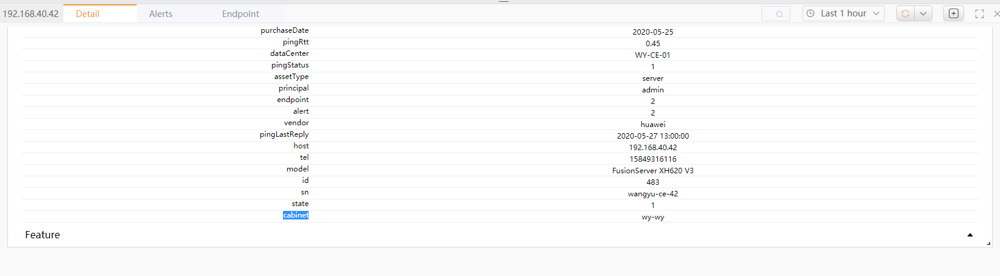 192.168.40.42 Detail Alerts Endpoint Last 1 hour
purchaseDate 2020-05-25
pingRtt 0.45
dataCenter WY-CE-01
pingStatus 1
assetType server
principal admin
endpoint 2
alert 2
vendor huawei
pingLastReply 2020-05-27 13:00:00
host 192.168.40.42
tel 15849316116
model FusionServer XH620 V3
id 483
sn wangyu-ce-42
state 1
cabinet wy-wy
Feature